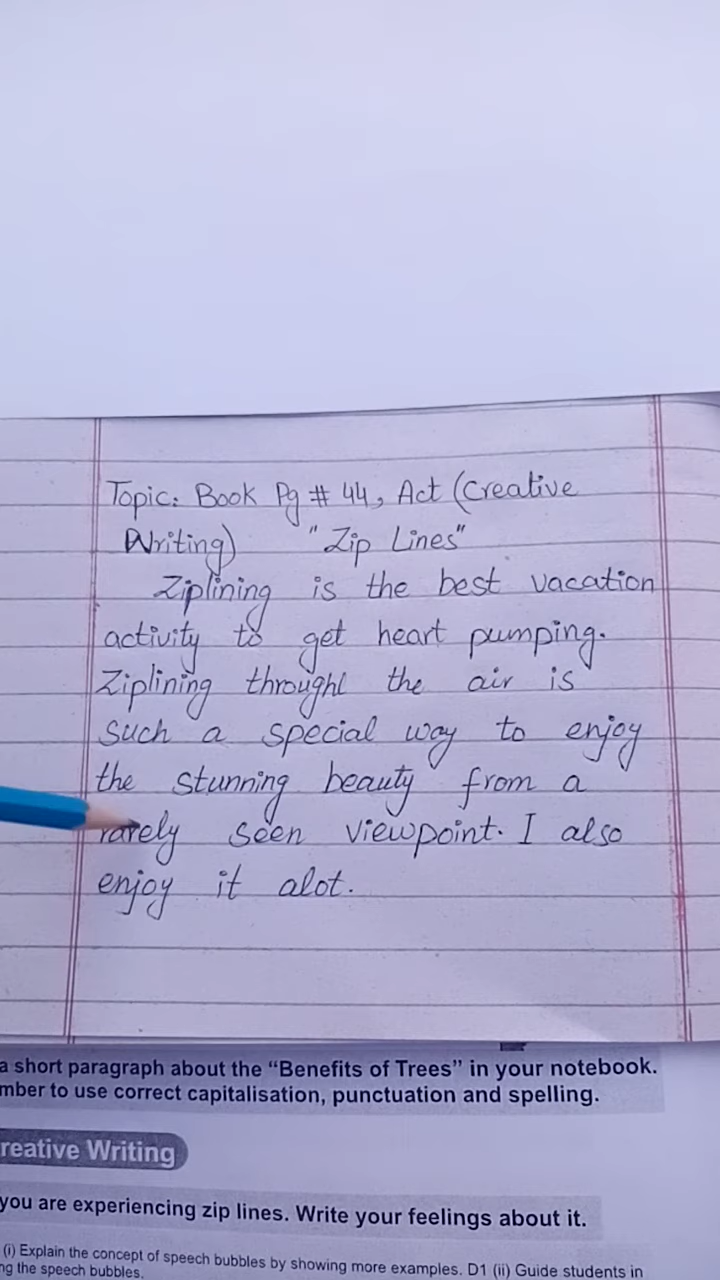 Topic: Book Pg # 44, Act (Creative
Writing) "Zip Lines"
Ziplining is the best vacation
activity to get heart pumping.
Ziplining throught the air is
such a special way to enjoy
the stunning beauty from a
rarely seen viewpoint. I also
enjoy it alot.
a short paragraph about the “Benefits of Trees” in your notebook.
mber to use correct capitalisation, punctuation and spelling.
reative Writing
you are experiencing zip lines. Write your feelings about it.
(i) Explain the concept of speech bubbles by showing more examples. D1 (ii) Guide students in
ng the speech bubbles.